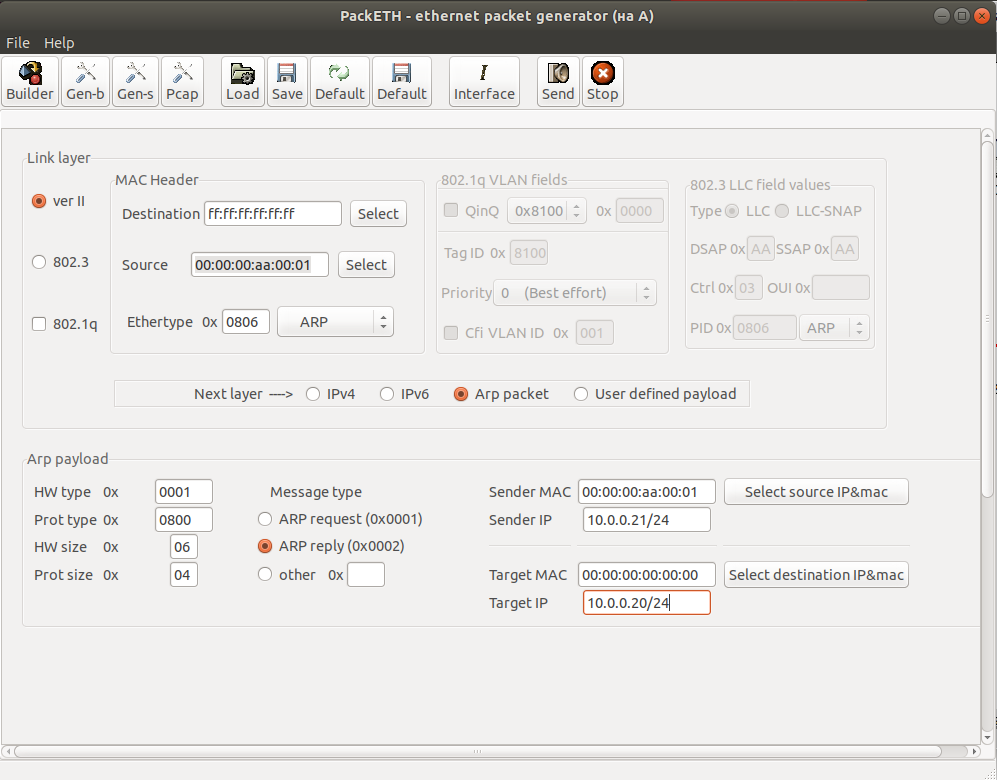 PackETH - ethernet packet generator (на A)
File Help
Builder Gen-b Gen-s Pcap Load Save Default Default Interface Send Stop
Link layer
ver II
802.3
802.1q
MAC Header
Destination ff:ff:ff:ff:ff:ff Select
Source 00:00:00:aa:00:01 Select
Ethertype 0x 0806 ARP
802.1q VLAN fields
QinQ 0x8100 0x 0000
Tag ID 0x 8100
Priority 0 (Best effort)
Cfi VLAN ID 0x 001
802.3 LLC field values
Type LLC LLC-SNAP
DSAP 0x AA SSAP 0x AA
Ctrl 0x 03 OUI 0x
PID 0x 0806 ARP
Next layer ----> IPv4 IPv6 Arp packet User defined payload
Arp payload
HW type 0x 0001
Prot type 0x 0800
HW size 0x 06
Prot size 0x 04
Message type
ARP request (0x0001)
ARP reply (0x0002)
other 0x
Sender MAC 00:00:00:aa:00:01 Select source IP&mac
Sender IP 10.0.0.21/24
Target MAC 00:00:00:00:00:00 Select destination IP&mac
Target IP 10.0.0.20/24